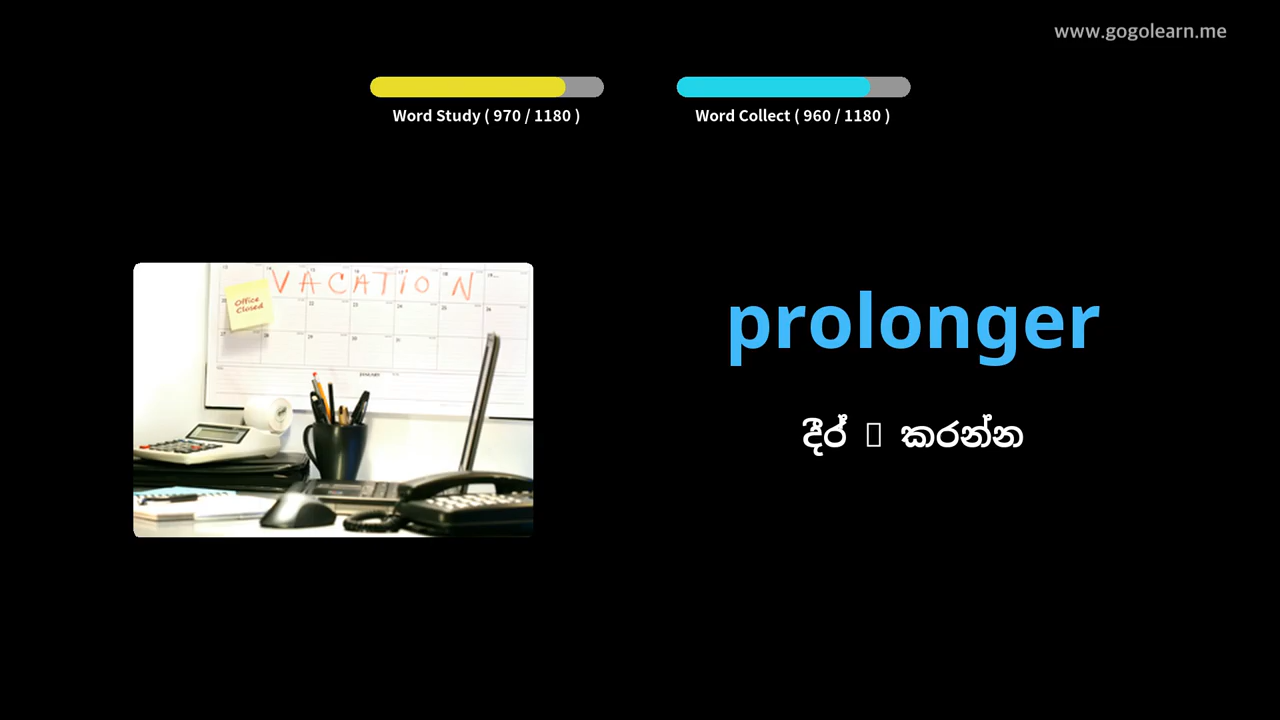 www.gogolearn.me
Word Study ( 970 / 1180 )
Word Collect ( 960 / 1180 )
VACATION
Office
Closed
prolonger
දීර් කරන්න